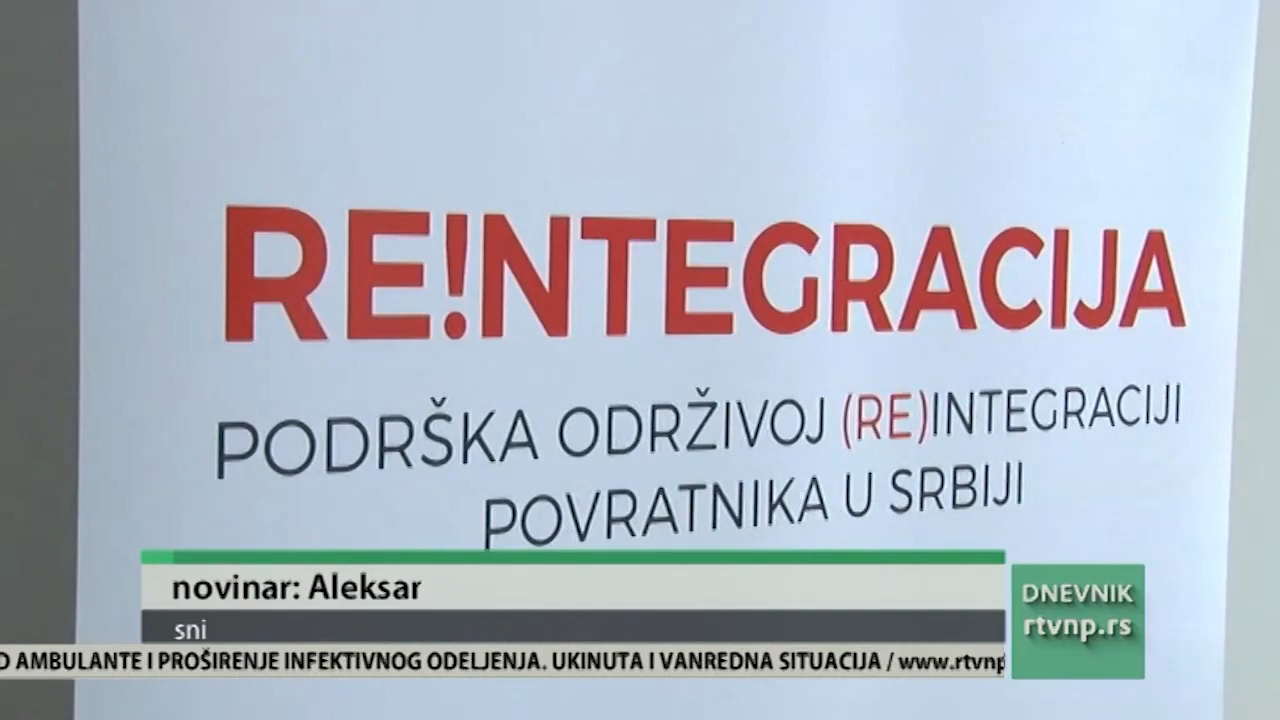 RE!NTEGRACIJA
PODRŠKA ODRŽIVOJ (RE)INTEGRACIJI
POVRATNIKA U SRBIJI
novinar: Aleksar
sni
DNEVNIK
rtvnp.rs
AMBULANTE I PROŠIRENJE INFEKTIVNOG ODELJENJA. UKINUTA I VANREDNA SITUACIJA / www.rtvnp